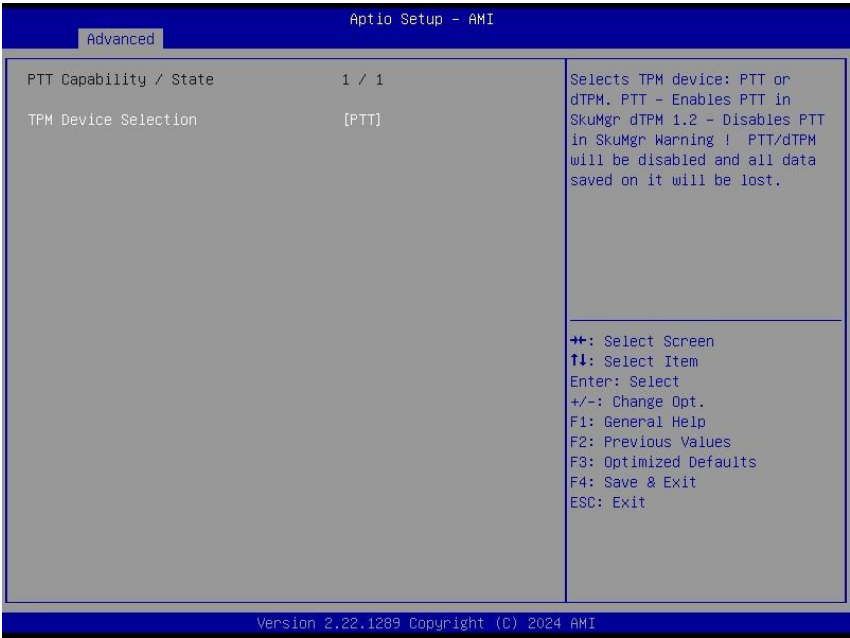 Aptio Setup - AMI
Advanced
PTT Capability / State 1 / 1
TPM Device Selection [PTT]
Selects TPM device: PTT or
dTPM. PTT - Enables PTT in
SkuMgr dTPM 1.2 - Disables PTT
in SkuMgr Warning ! PTT/dTPM
will be disabled and all data
saved on it will be lost.
→←: Select Screen
↑↓: Select Item
Enter: Select
+/-: Change Opt.
F1: General Help
F2: Previous Values
F3: Optimized Defaults
F4: Save & Exit
ESC: Exit
Version 2.22.1289 Copyright (C) 2024 AMI